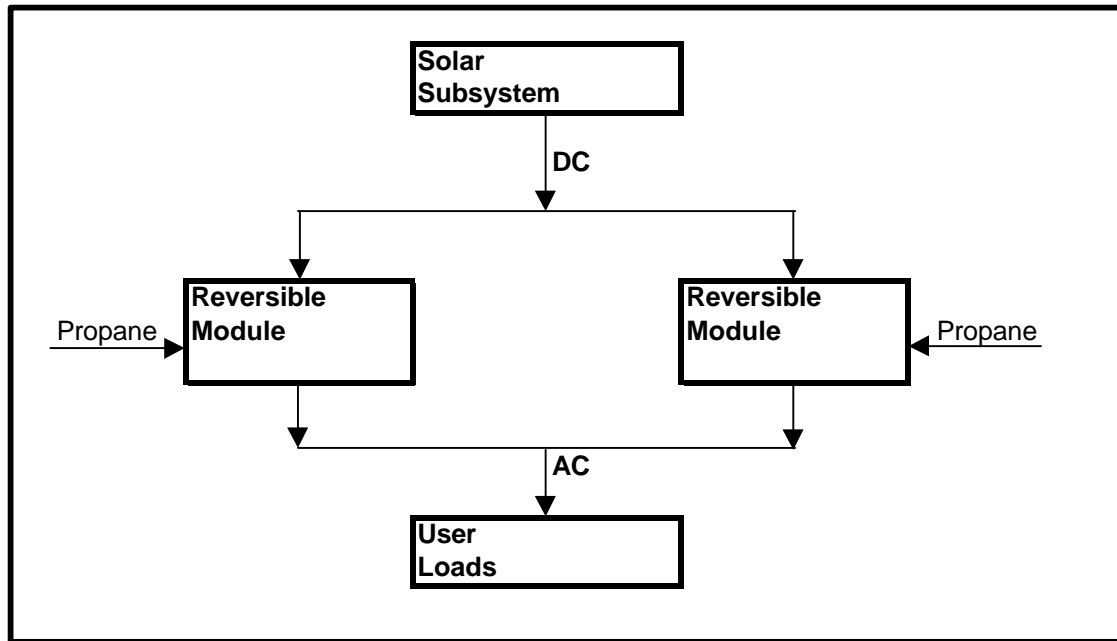 Solar
Subsystem
DC
Reversible
Module
Reversible
Module
Propane
Propane
AC
User
Loads